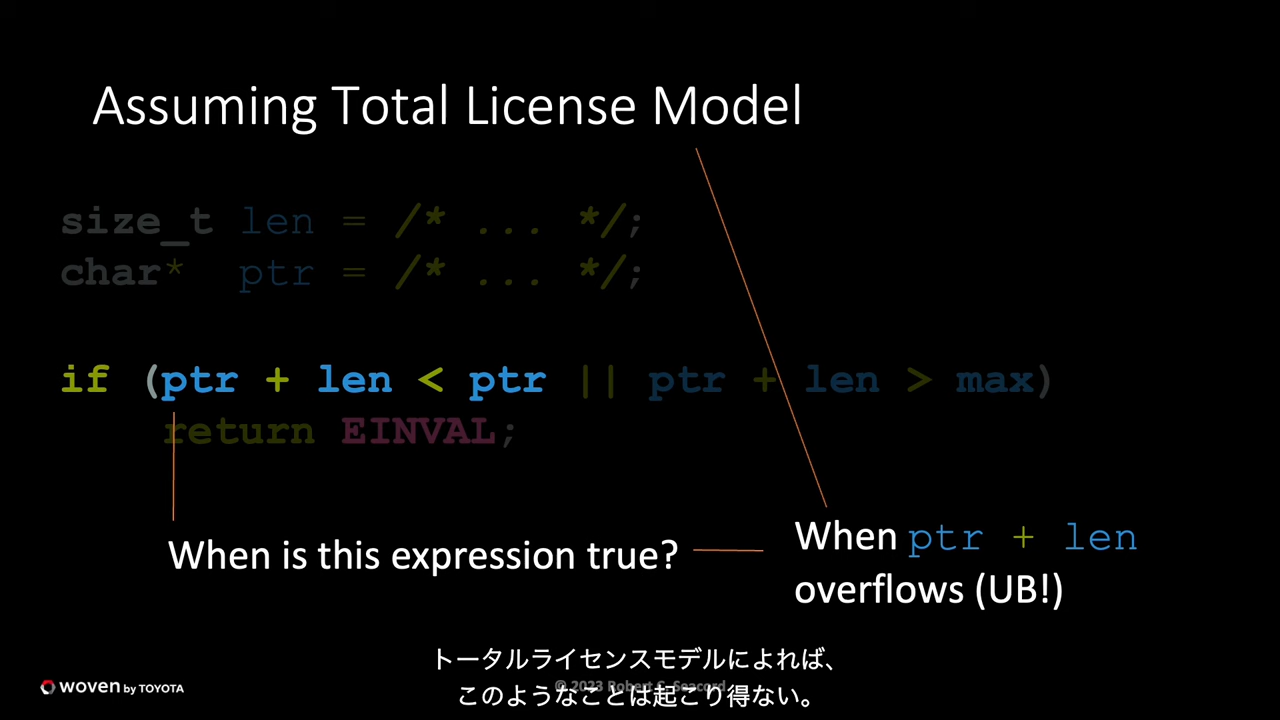 Assuming Total License Model
size_t len = /* ... */;
char* ptr = /* ... */;
if (ptr + len < ptr || ptr + len > max)
return EINVAL;
When is this expression true?
When ptr + len
overflows (UB!)
トータルライセンスモデルによれば、
このようなことは起こり得ない。
woven by TOYOTA
© 2023 Robert C. Seacord